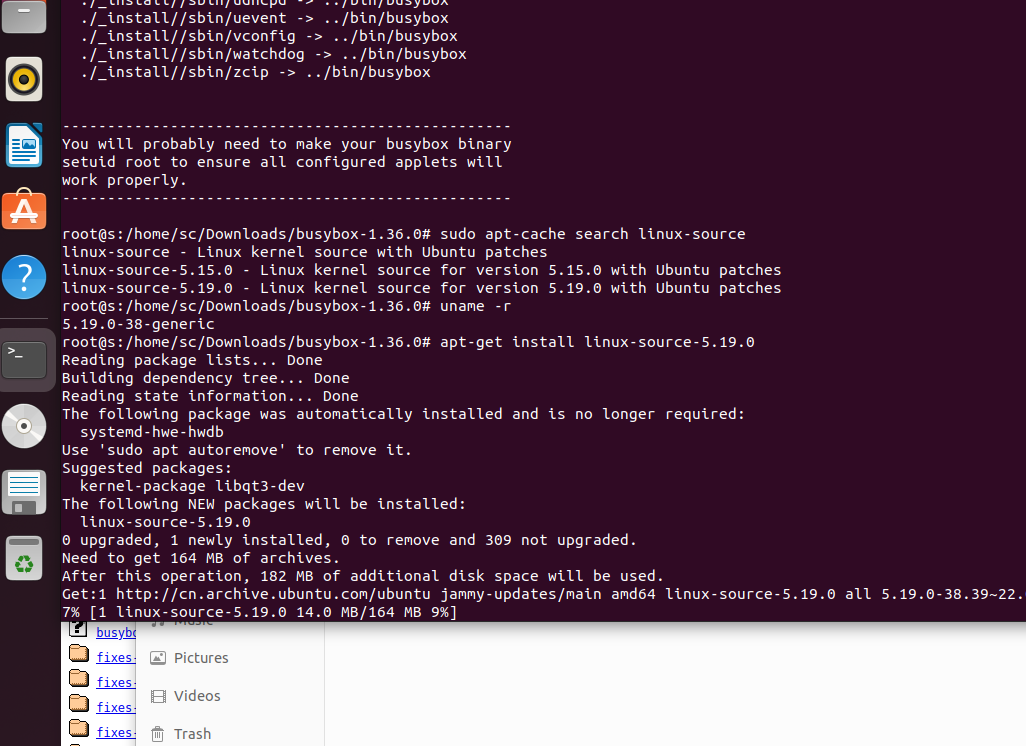 ./_install//sbin/udhcpd -> ../bin/busybox
./_install//sbin/uevent -> ../bin/busybox
./_install//sbin/vconfig -> ../bin/busybox
./_install//sbin/watchdog -> ../bin/busybox
./_install//sbin/zcip -> ../bin/busybox
--------------------------------------------------
You will probably need to make your busybox binary
setuid root to ensure all configured applets will
work properly.
--------------------------------------------------
root@s:/home/sc/Downloads/busybox-1.36.0# sudo apt-cache search linux-source
linux-source - Linux kernel source with Ubuntu patches
linux-source-5.15.0 - Linux kernel source for version 5.15.0 with Ubuntu patches
linux-source-5.19.0 - Linux kernel source for version 5.19.0 with Ubuntu patches
root@s:/home/sc/Downloads/busybox-1.36.0# uname -r
5.19.0-38-generic
root@s:/home/sc/Downloads/busybox-1.36.0# apt-get install linux-source-5.19.0
Reading package lists... Done
Building dependency tree... Done
Reading state information... Done
The following package was automatically installed and is no longer required:
systemd-hwe-hwdb
Use 'sudo apt autoremove' to remove it.
Suggested packages:
kernel-package libqt3-dev
The following NEW packages will be installed:
linux-source-5.19.0
0 upgraded, 1 newly installed, 0 to remove and 309 not upgraded.
Need to get 164 MB of archives.
After this operation, 182 MB of additional disk space will be used.
Get:1 http://cn.archive.ubuntu.com/ubuntu jammy-updates/main amd64 linux-source-5.19.0 all 5.19.0-38.39~22.
7% [1 linux-source-5.19.0 14.0 MB/164 MB 9%]
busybo
Music
fixes-
Pictures
fixes-
Videos
fixes-
fixes-
Trash